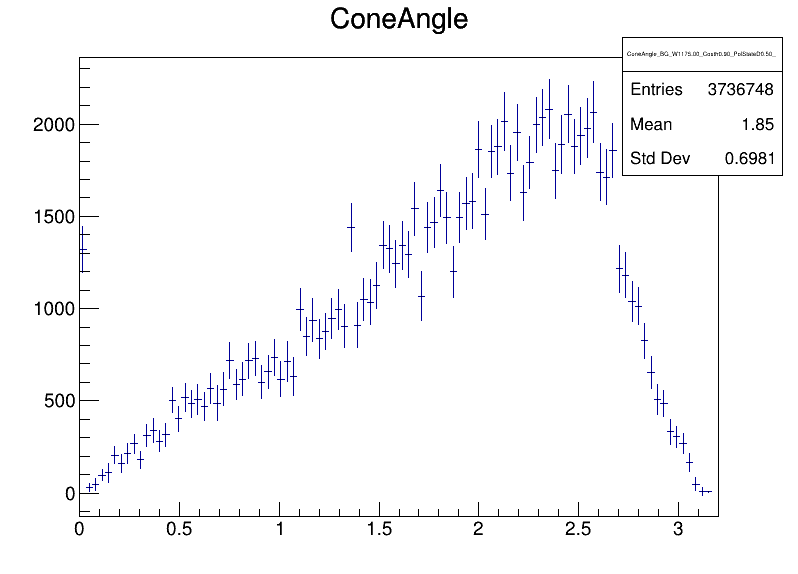 ConeAngle
ConeAngle_BG_W1175.00_Costh0.90_PolStateD0.50_
Entries 3736748
Mean 1.85
Std Dev 0.6981
2000
1500
1000
500
0
0 0.5 1 1.5 2 2.5 3